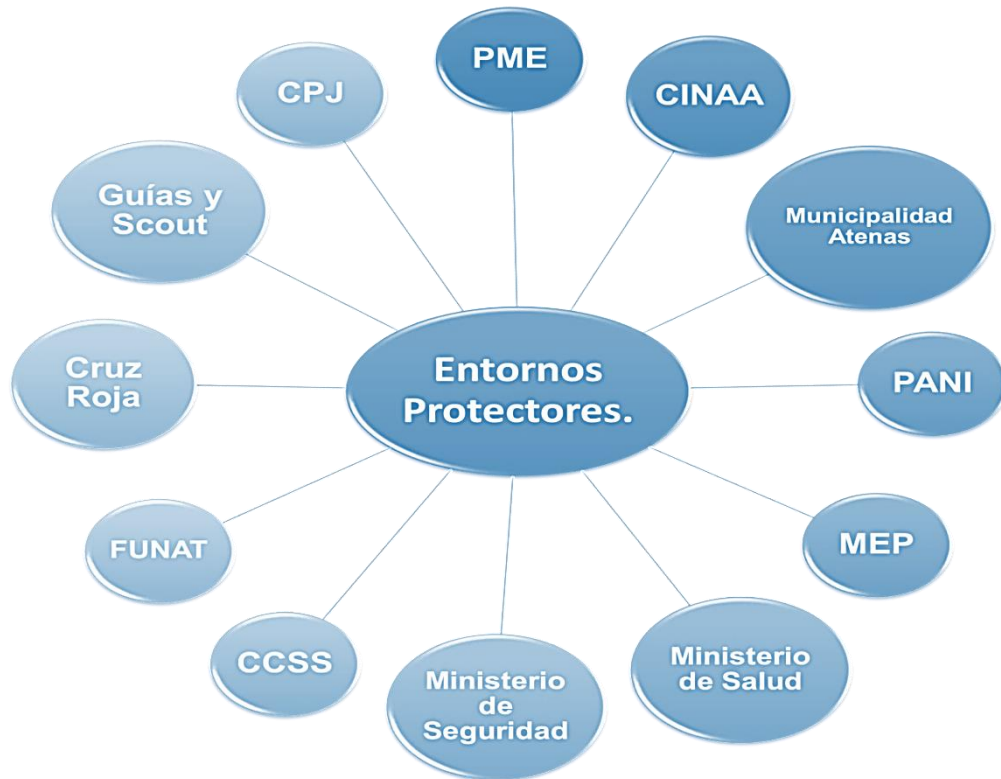 PME
CINAA
Municipalidad
Atenas
PANI
MEP
Ministerio
de Salud
Ministerio
de
Seguridad
CCSS
FUNAT
Cruz
Roja
Guías y
Scout
CPJ
Entornos
Protectores.